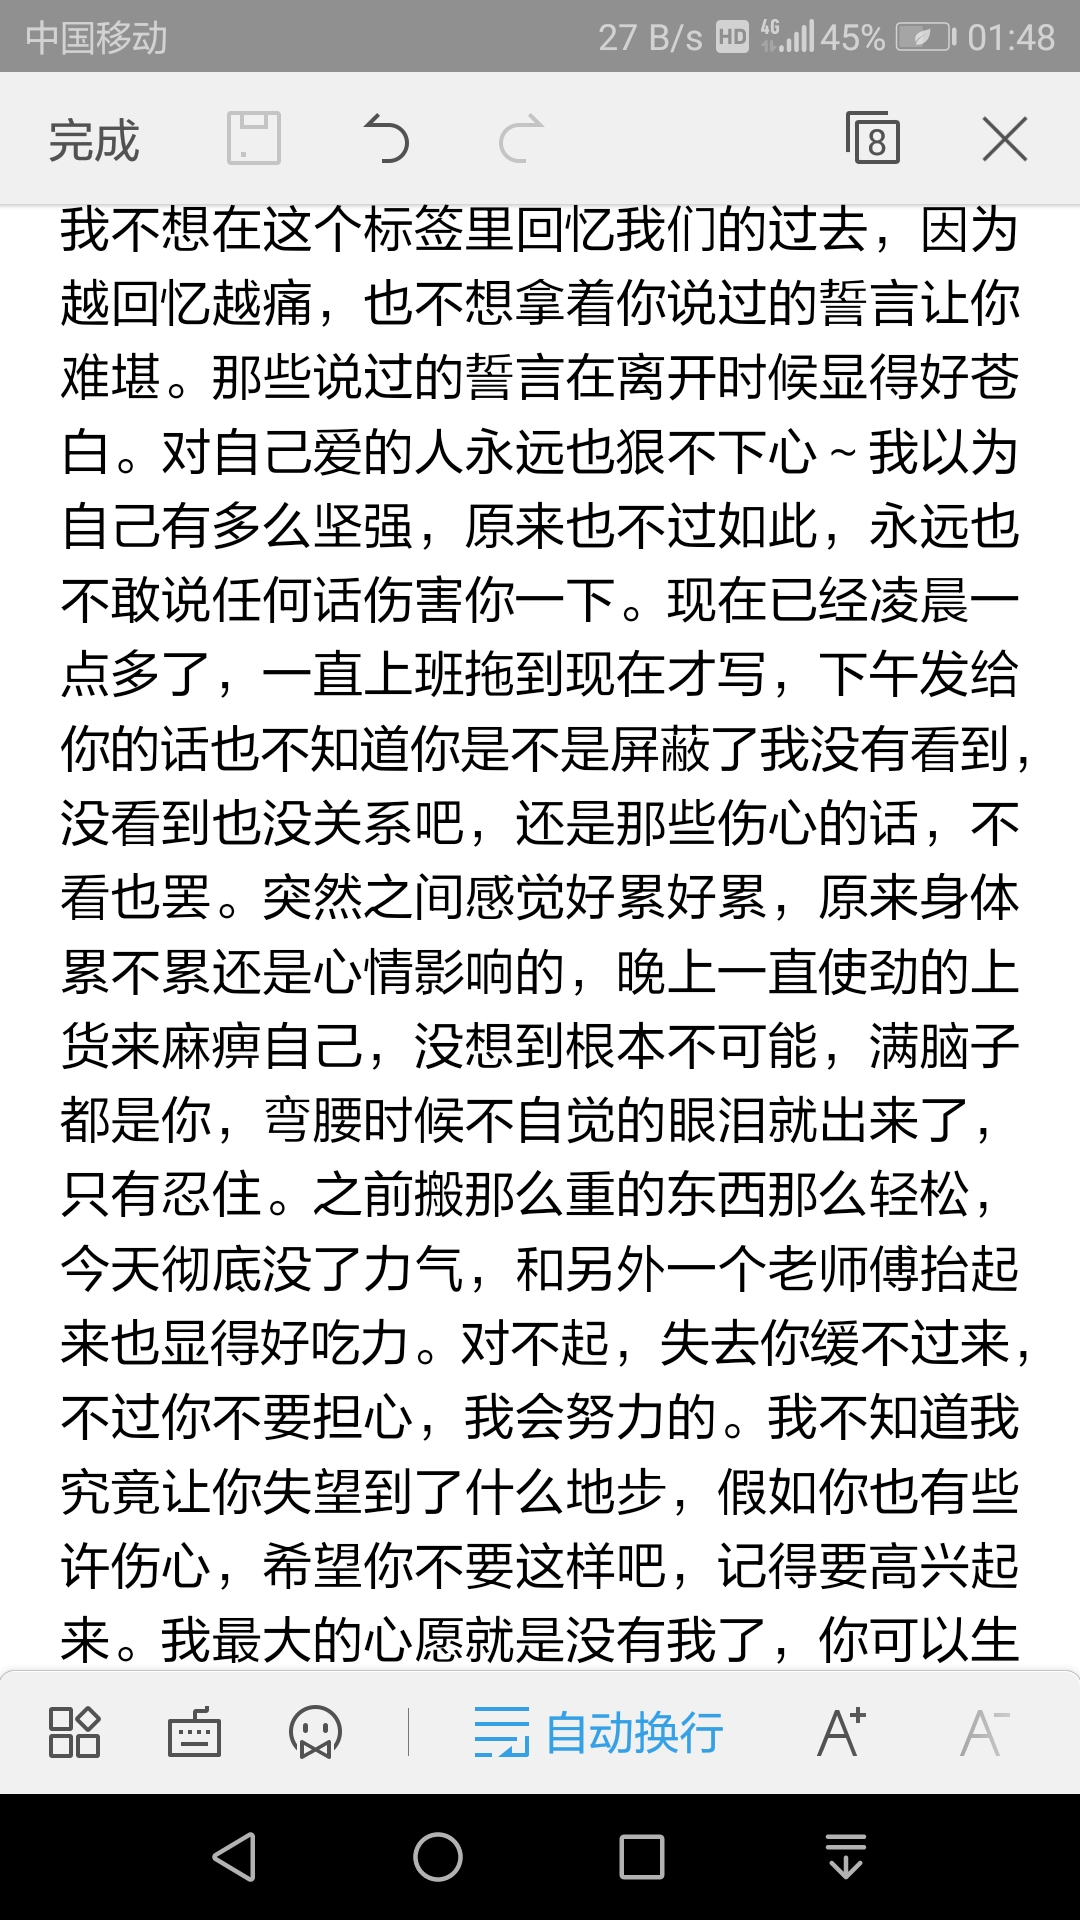 中国移动 27 B/s HD 4G 45% 01:48
完成 8
我不想在这个标签里回忆我们的过去，因为
越回忆越痛，也不想拿着你说过的誓言让你
难堪。那些说过的誓言在离开时候显得好苍
白。对自己爱的人永远也狠不下心~我以为
自己有多么坚强，原来也不过如此，永远也
不敢说任何话伤害你一下。现在已经凌晨一
点多了，一直上班拖到现在才写，下午发给
你的话也不知道你是不是屏蔽了我没有看到，
没看到也没关系吧，还是那些伤心的话，不
看也罢。突然之间感觉好累好累，原来身体
累不累还是心情影响的，晚上一直使劲的上
货来麻痹自己，没想到根本不可能，满脑子
都是你，弯腰时候不自觉的眼泪就出来了，
只有忍住。之前搬那么重的东西那么轻松，
今天彻底没了力气，和另外一个老师傅抬起
来也显得好吃力。对不起，失去你缓不过来，
不过你不要担心，我会努力的。我不知道我
究竟让你失望到了什么地步，假如你也有些
许伤心，希望你不要这样吧，记得要高兴起
来。我最大的心愿就是没有我了，你可以生
自动换行 A+ A-